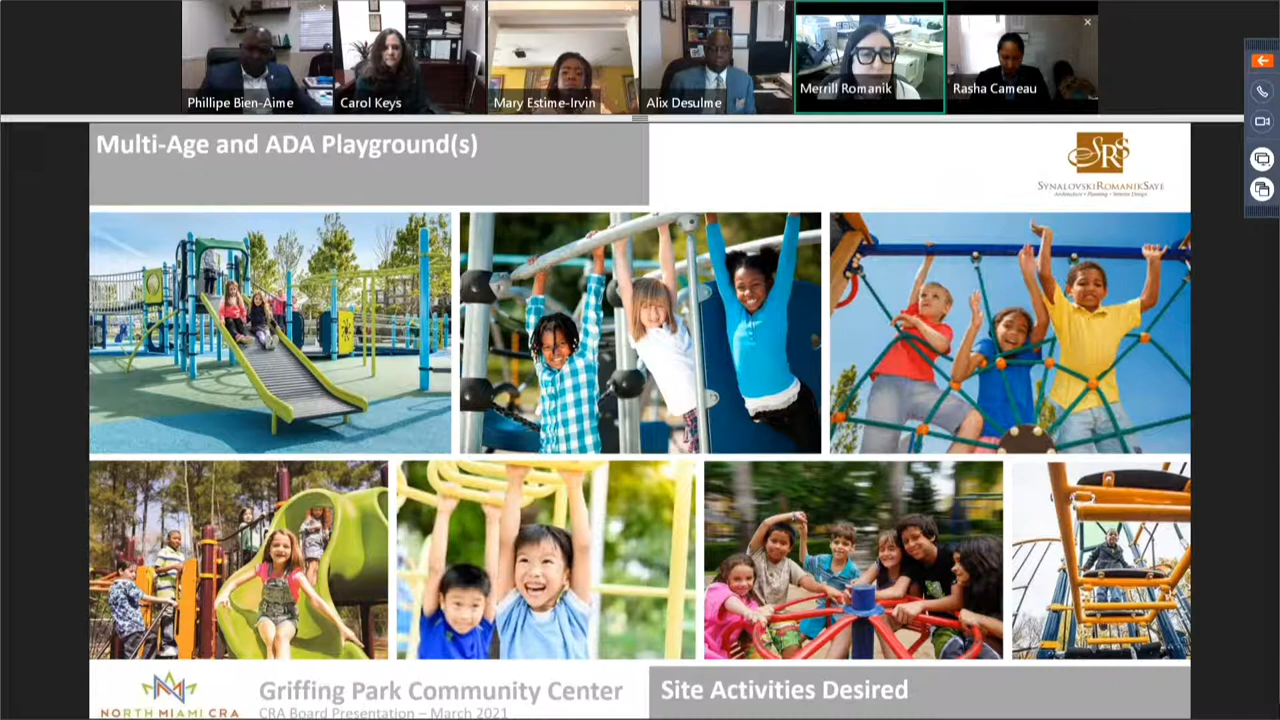 Phillipe Bien-Aime
Carol Keys
Mary Estime-Irvin
Alix Desulme
Merrill Romanik
Rasha Cameau
Multi-Age and ADA Playground(s)
SRS
SYNALOVSKIROMANIKSAYE
Architecture • Planning • Interior Design
NORTH MIAMI CRA
Griffing Park Community Center
CRA Board Presentation – March 2021
Site Activities Desired